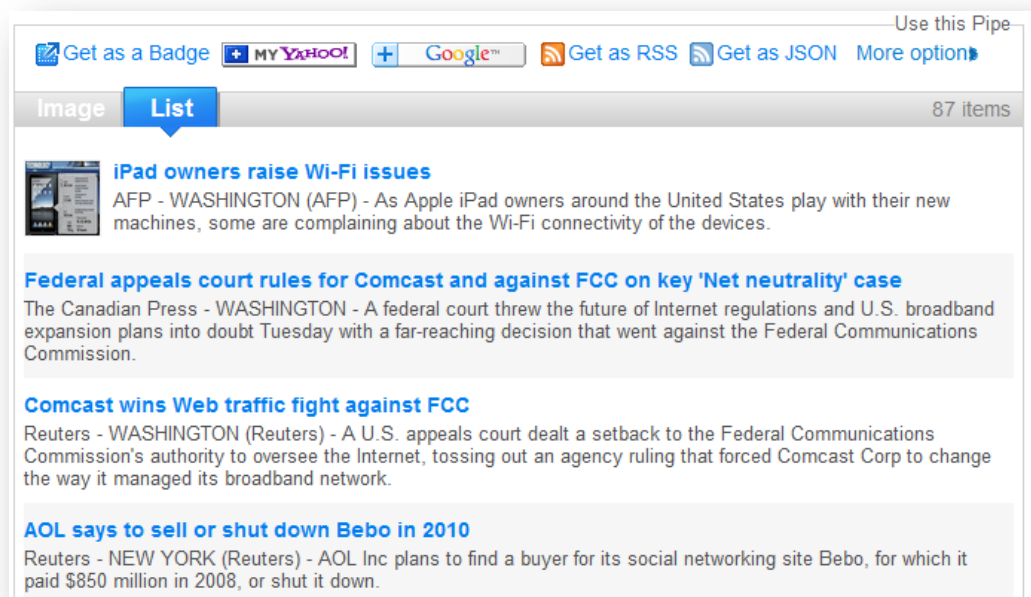 Use this Pipe
Get as a Badge + MY YAHOO! + Google™ Get as RSS Get as JSON More options
Image List 87 items
iPad owners raise Wi-Fi issues
AFP - WASHINGTON (AFP) - As Apple iPad owners around the United States play with their new
machines, some are complaining about the Wi-Fi connectivity of the devices.
Federal appeals court rules for Comcast and against FCC on key 'Net neutrality' case
The Canadian Press - WASHINGTON - A federal court threw the future of Internet regulations and U.S. broadband
expansion plans into doubt Tuesday with a far-reaching decision that went against the Federal Communications
Commission.
Comcast wins Web traffic fight against FCC
Reuters - WASHINGTON (Reuters) - A U.S. appeals court dealt a setback to the Federal Communications
Commission's authority to oversee the Internet, tossing out an agency ruling that forced Comcast Corp to change
the way it managed its broadband network.
AOL says to sell or shut down Bebo in 2010
Reuters - NEW YORK (Reuters) - AOL Inc plans to find a buyer for its social networking site Bebo, for which it
paid $850 million in 2008, or shut it down.